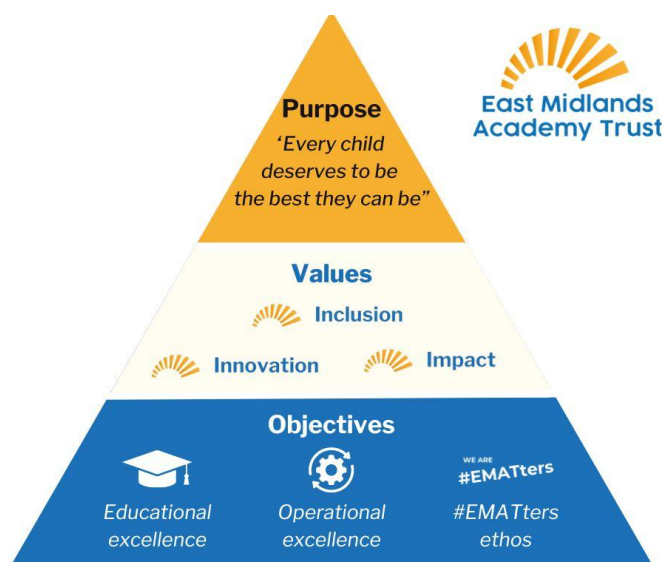 Purpose
‘Every child
deserves to be
the best they can be”
East Midlands
Academy Trust
Values
Inclusion
Innovation
Impact
Objectives
WE ARE
#EMATters
Educational
excellence
Operational
excellence
#EMATters
ethos